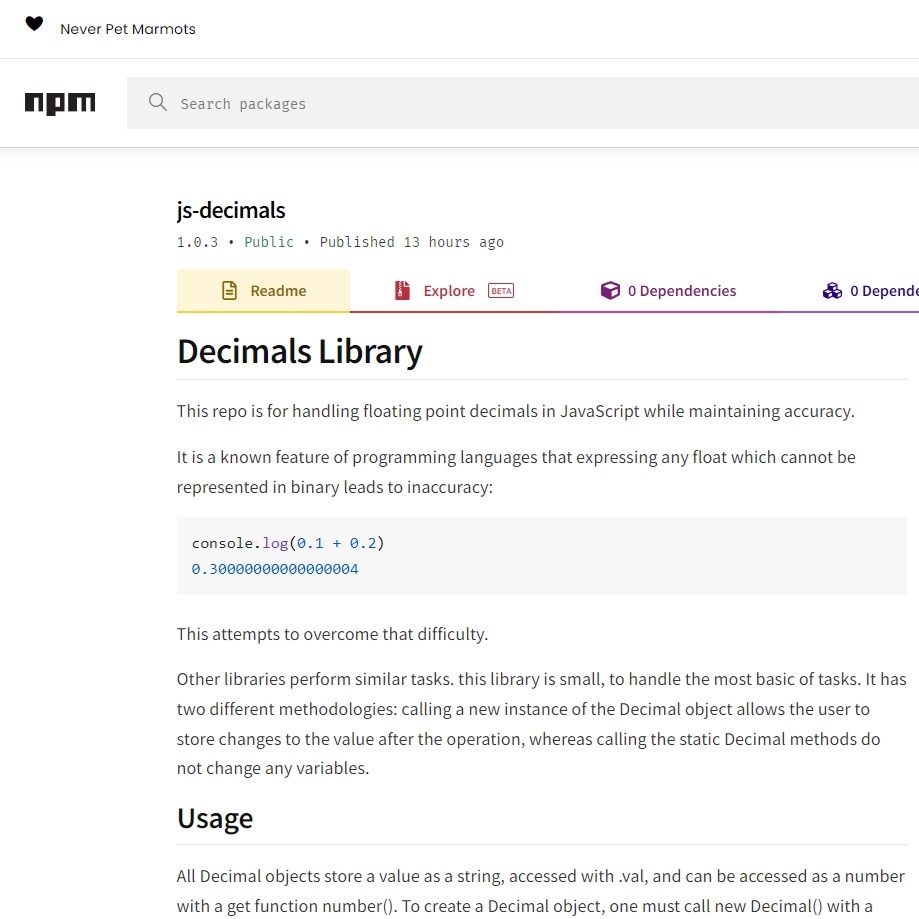 Never Pet Marmots
npm
Search packages
js-decimals
1.0.3 • Public • Published 13 hours ago
Readme
Explore BETA
0 Dependencies
0 Depende
Decimals Library
This repo is for handling floating point decimals in JavaScript while maintaining accuracy.
It is a known feature of programming languages that expressing any float which cannot be
represented in binary leads to inaccuracy:
console.log(0.1 + 0.2)
0.30000000000000004
This attempts to overcome that difficulty.
Other libraries perform similar tasks. this library is small, to handle the most basic of tasks. It has
two different methodologies: calling a new instance of the Decimal object allows the user to
store changes to the value after the operation, whereas calling the static Decimal methods do
not change any variables.
Usage
All Decimal objects store a value as a string, accessed with .val, and can be accessed as a number
with a get function number(). To create a Decimal object, one must call new Decimal() with a